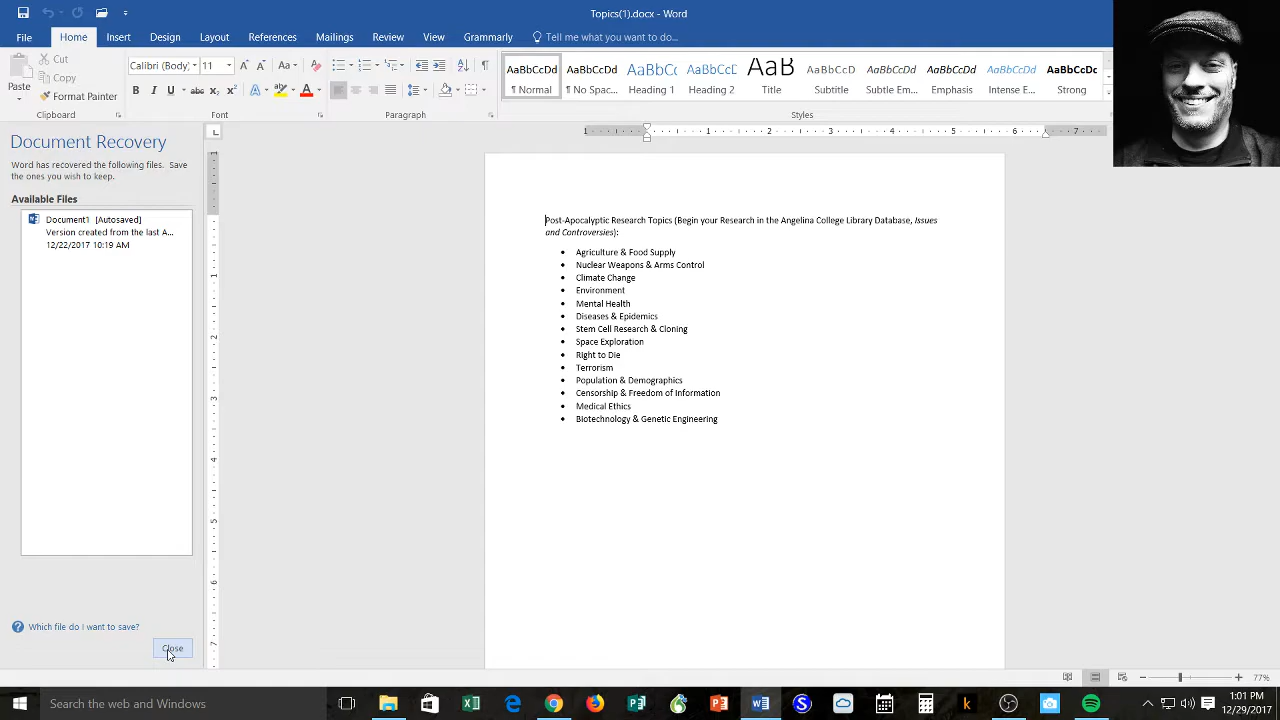 Topics(1).docx - Word
File Home Insert Design Layout References Mailings Review View Grammarly Tell me what you want to do...
Paste
Cut
Copy
Format Painter
Calibri (Body) 11
AaBbCcDd AaBbCcDd AaBbCc AaBbCcD AaB AaBbCcD AaBbCcDd AaBbCcDd AaBbCcDd AaBbCcDc
¶ Normal ¶ No Spac... Heading 1 Heading 2 Title Subtitle Subtle Em... Emphasis Intense E... Strong
Clipboard Font Paragraph Styles
Document Recovery
Word has recovered the following files. Save
the ones you wish to keep.
Available Files
Document1 [Autosaved]
Version created from the last A...
12/22/2017 10:19 AM
Which file do I want to save?
Close
Post-Apocalyptic Research Topics (Begin your Research in the Angelina College Library Database, Issues
and Controversies):
• Agriculture & Food Supply
• Nuclear Weapons & Arms Control
• Climate Change
• Environment
• Mental Health
• Diseases & Epidemics
• Stem Cell Research & Cloning
• Space Exploration
• Right to Die
• Terrorism
• Population & Demographics
• Censorship & Freedom of Information
• Medical Ethics
• Biotechnology & Genetic Engineering
77%
Search the web and Windows
1:01 PM
12/29/2017